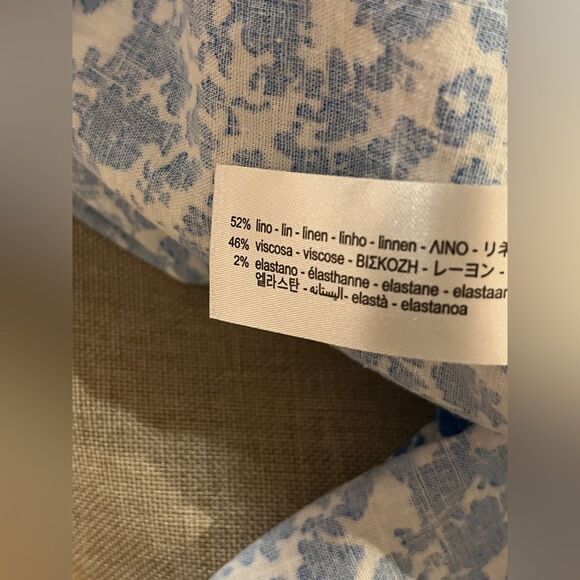 52% lino - lin - linen - linho - linnen - ΛΙΝΟ - リネ
46% viscosa - viscose - ΒΙΣΚΟΖΗ - レーヨン -
2% elastano - élasthanne - elastane - elastaan
엘라스탄 - اليستانه - elastà - elastanoa